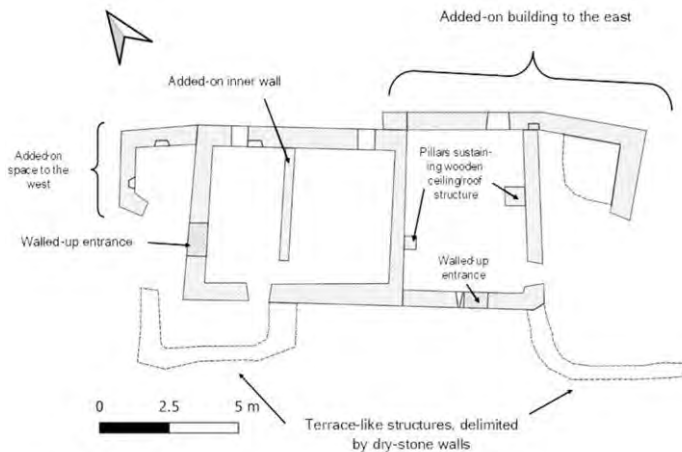 Added-on building to the east
Added-on inner wall
Added-on
space to the
west
Pillars sustain-
ing wooden
ceiling/roof
structure
Walled-up entrance
Walled-up
entrance
0 2.5 5 m
Terrace-like structures, delimited
by dry-stone walls